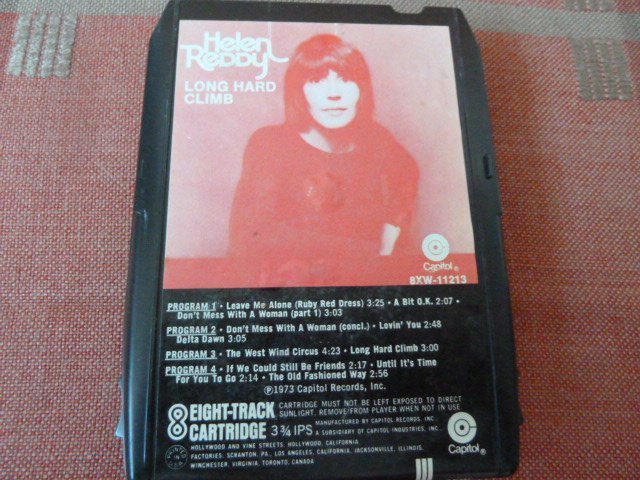 Helen
Reddy
LONG HARD
CLIMB
Capitol®
8XW-11213
PROGRAM 1 • Leave Me Alone (Ruby Red Dress) 3:25 • A Bit O.K. 2:07 •
Don't Mess With A Woman (part 1) 3:03
PROGRAM 2 • Don't Mess With A Woman (concl.) • Lovin' You 2:48
Delta Dawn 3:05
PROGRAM 3 • The West Wind Circus 4:23 • Long Hard Climb 3:00
PROGRAM 4 • If We Could Still Be Friends 2:17 • Until It's Time
For You To Go 2:14 • The Old Fashioned Way 2:56
℗1973 Capitol Records, Inc.
8 EIGHT-TRACK CARTRIDGE 3¾ IPS
CARTRIDGE MUST NOT BE LEFT EXPOSED TO DIRECT
SUNLIGHT. REMOVE FROM PLAYER WHEN NOT IN USE
MANUFACTURED BY CAPITOL RECORDS, INC.
A SUBSIDIARY OF CAPITOL INDUSTRIES, INC.
HOLLYWOOD AND VINE STREETS, HOLLYWOOD, CALIFORNIA
FACTORIES: SCRANTON, PA., LOS ANGELES, CALIFORNIA, JACKSONVILLE, ILLINOIS,
WINCHESTER, VIRGINIA, TORONTO, CANADA
PRINTED IN U.S.A.
Capitol®